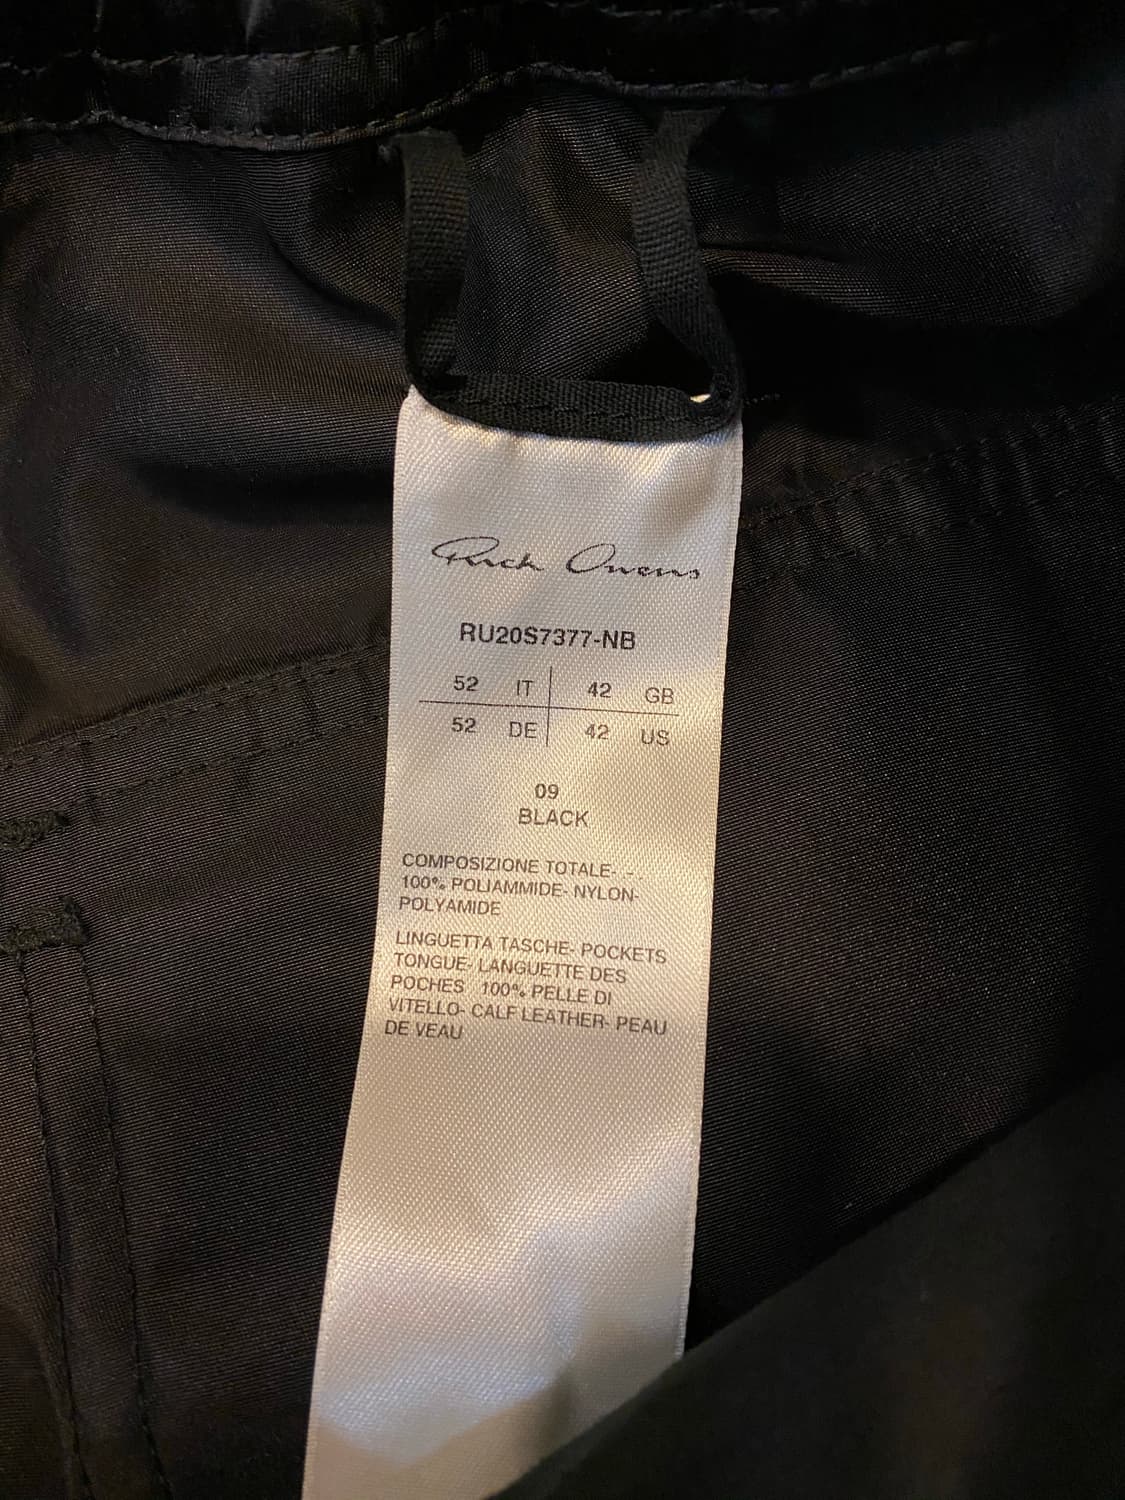 Rick Owens
RU20S7377-NB
52 IT 42 GB
52 DE 42 US
09
BLACK
COMPOSIZIONE TOTALE- - -
100% POLIAMMIDE- NYLON-
POLYAMIDE
LINGUETTA TASCHE- POCKETS
TONGUE- LANGUETTE DES
POCHES 100% PELLE DI
VITELLO- CALF LEATHER- PEAU
DE VEAU